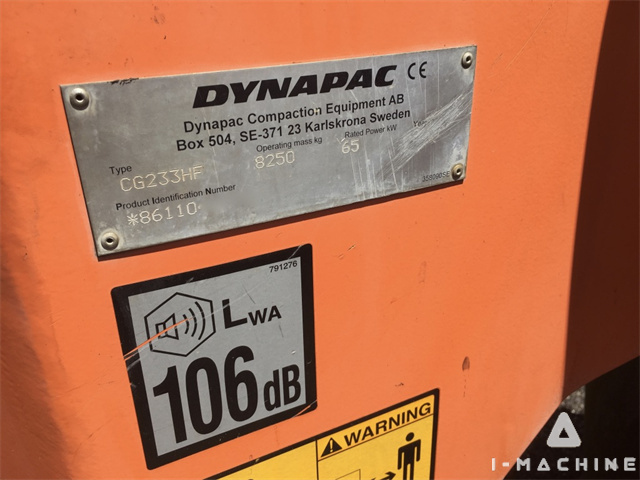 DYNAPAC CE
Dynapac Compaction Equipment AB
Box 504, SE-371 23 Karlskrona Sweden
Type Operating mass kg Rated Power kW
CG233HF 8250 65
Product Identification Number
*86110
791276
LWA
106dB
WARNING
I-MACHINE